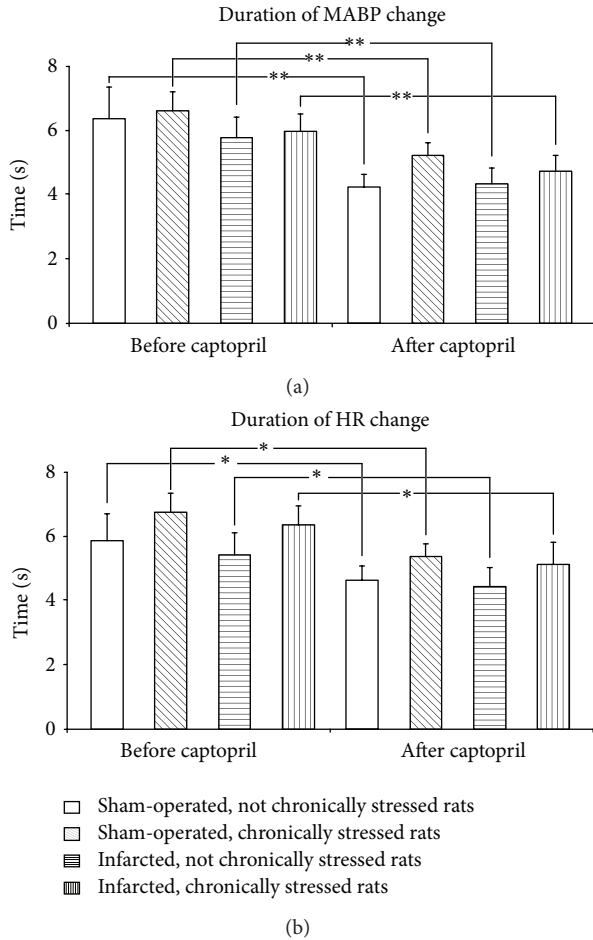 Duration of MABP change
**
**
**
**
8
6
4
2
0
Time (s)
Before captopril
After captopril
(a)
Duration of HR change
*
*
*
*
8
6
4
2
0
Time (s)
Before captopril
After captopril
Sham-operated, not chronically stressed rats
Sham-operated, chronically stressed rats
Infarcted, not chronically stressed rats
Infarcted, chronically stressed rats
(b)